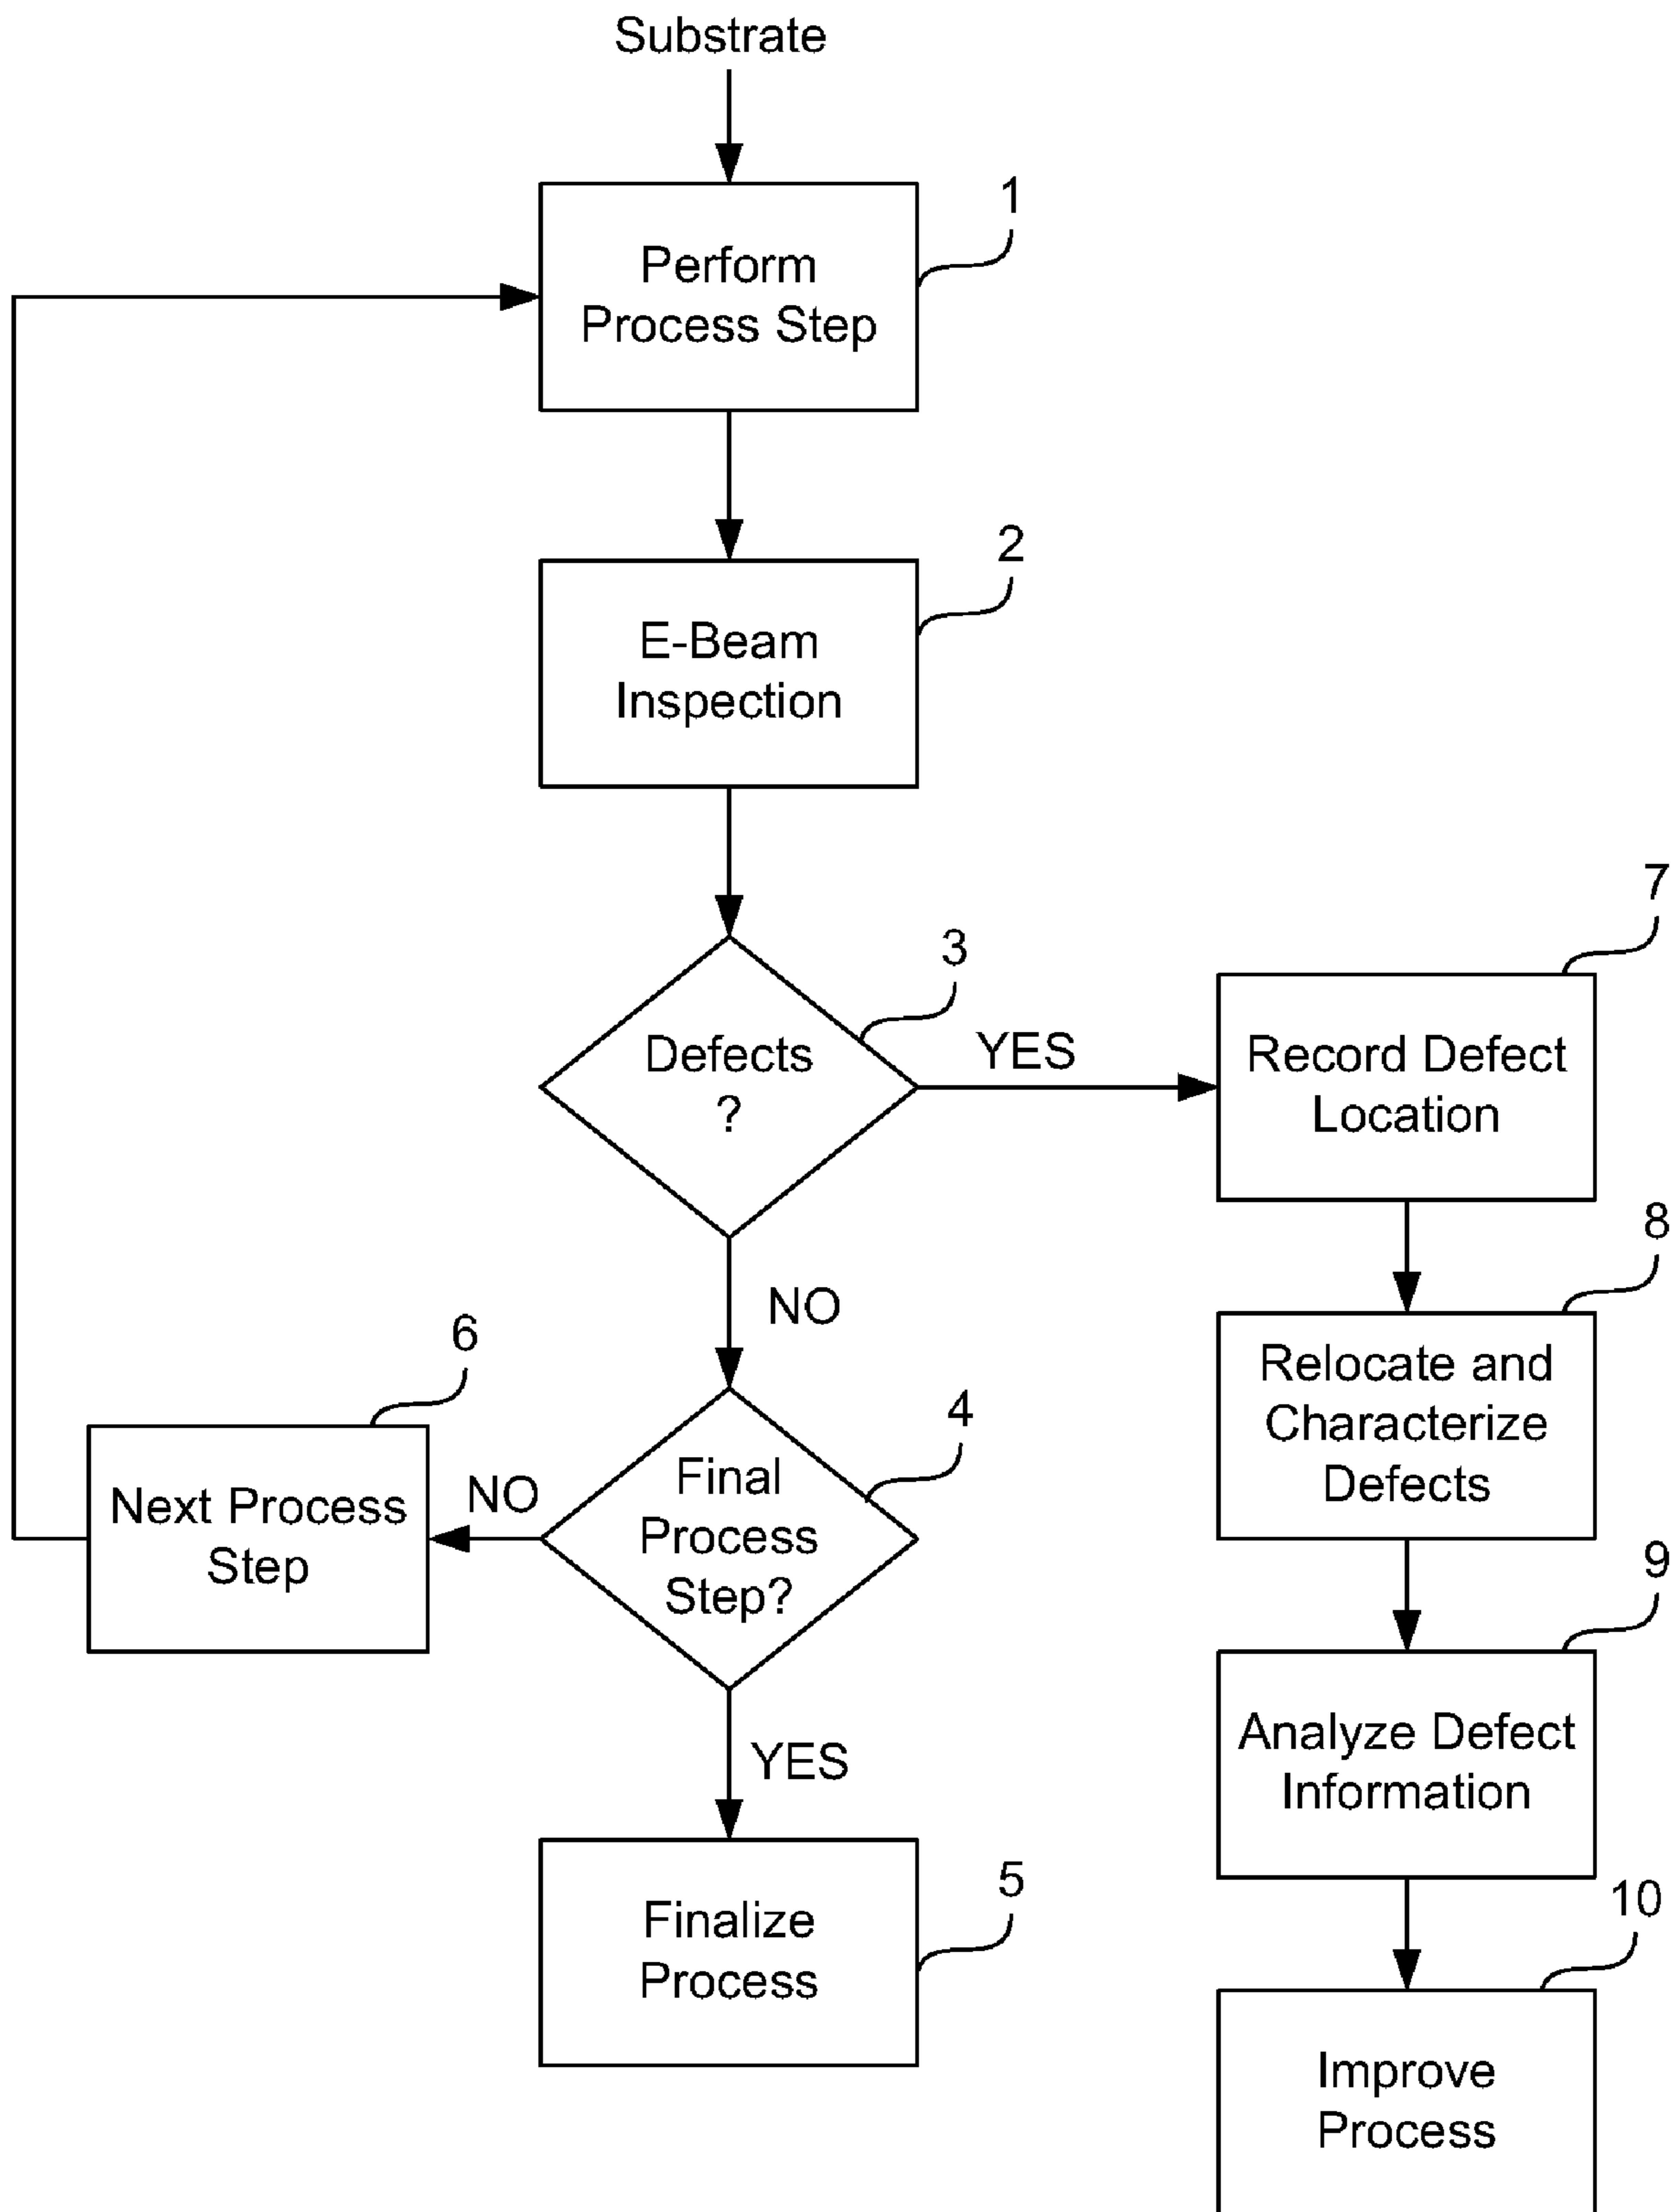 Substrate
1
Perform
Process Step
2
E-Beam
Inspection
3
Defects
?
YES
7
Record Defect
Location
NO
8
Relocate and
Characterize
Defects
6
Next Process
Step
NO
4
Final
Process
Step?
9
Analyze Defect
Information
YES
5
Finalize
Process
10
Improve
Process